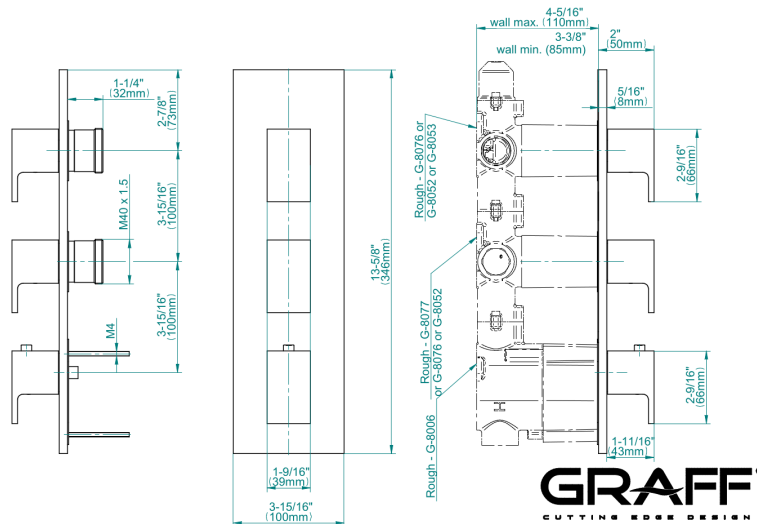 1-1/4"
(32mm)
2-7/8"
(73mm)
M40 x 1.5
3-15/16"
(100mm)
3-15/16"
(100mm)
M4
13-5/8"
(346mm)
1-9/16"
(39mm)
3-15/16"
(100mm)
4-5/16"
wall max. (110mm)
3-3/8"
wall min. (85mm)
2"
(50mm)
5/16"
(8mm)
Rough - G-8076 or
G-8052 or G-8053
2-9/16"
(66mm)
Rough - G-8077
or G-8076 or G-8052
Rough - G-8006
2-9/16"
(66mm)
1-11/16"
(43mm)
GRAFF
CUTTING EDGE DESIGN